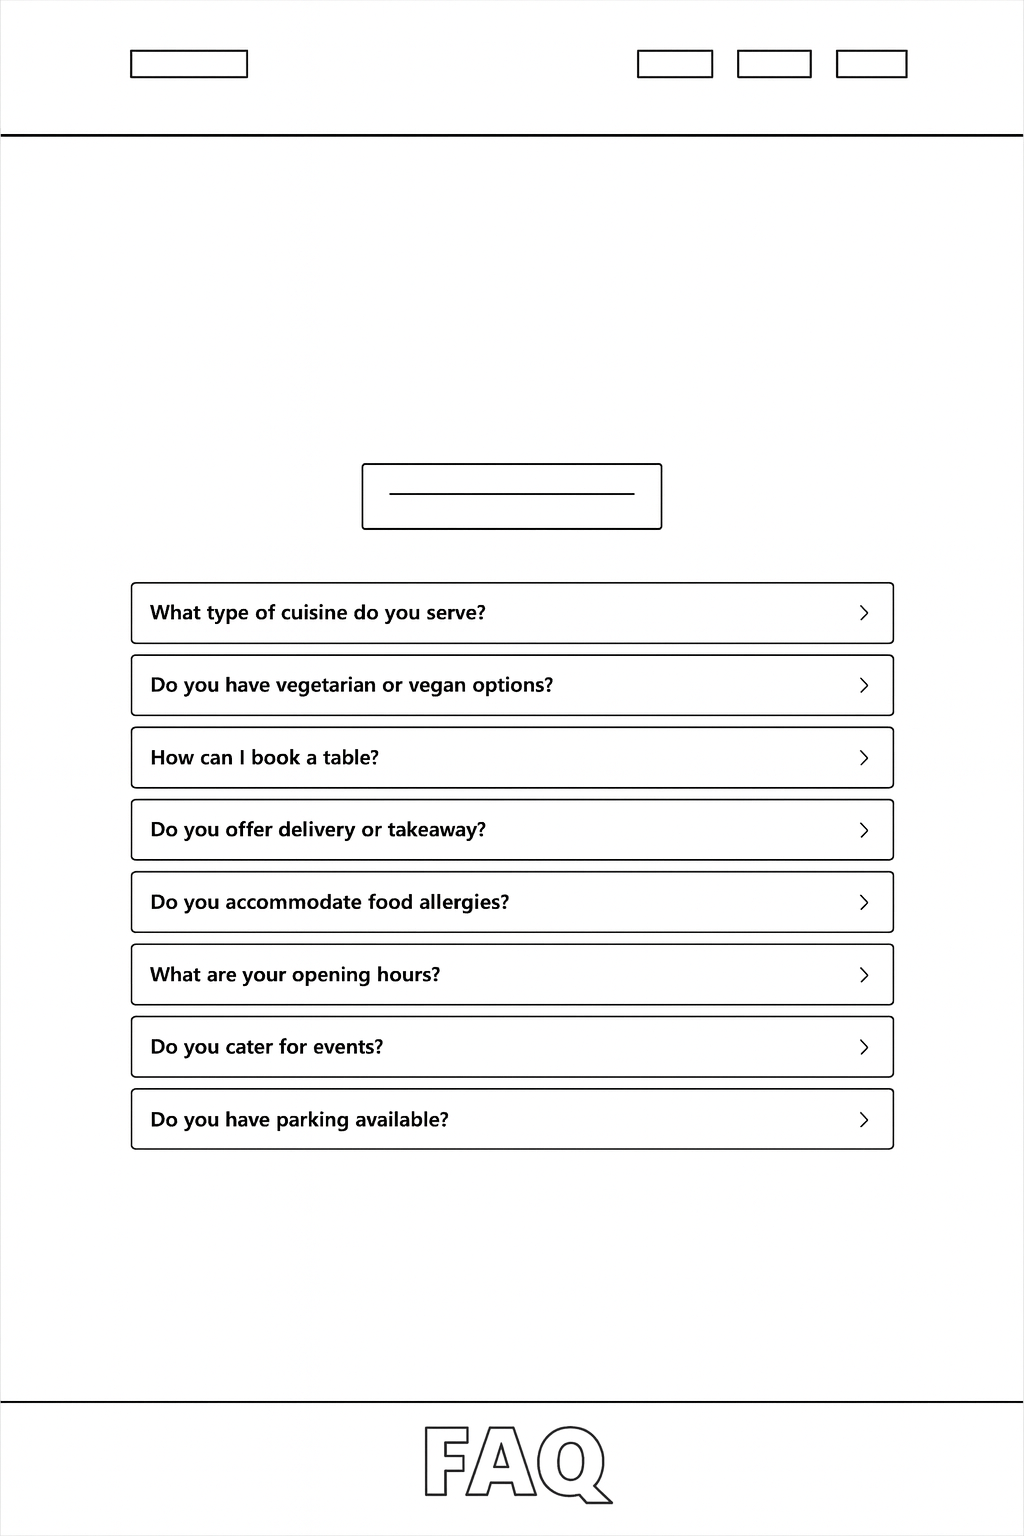 What type of cuisine do you serve?
Do you have vegetarian or vegan options?
How can I book a table?
Do you offer delivery or takeaway?
Do you accommodate food allergies?
What are your opening hours?
Do you cater for events?
Do you have parking available?
FAQ